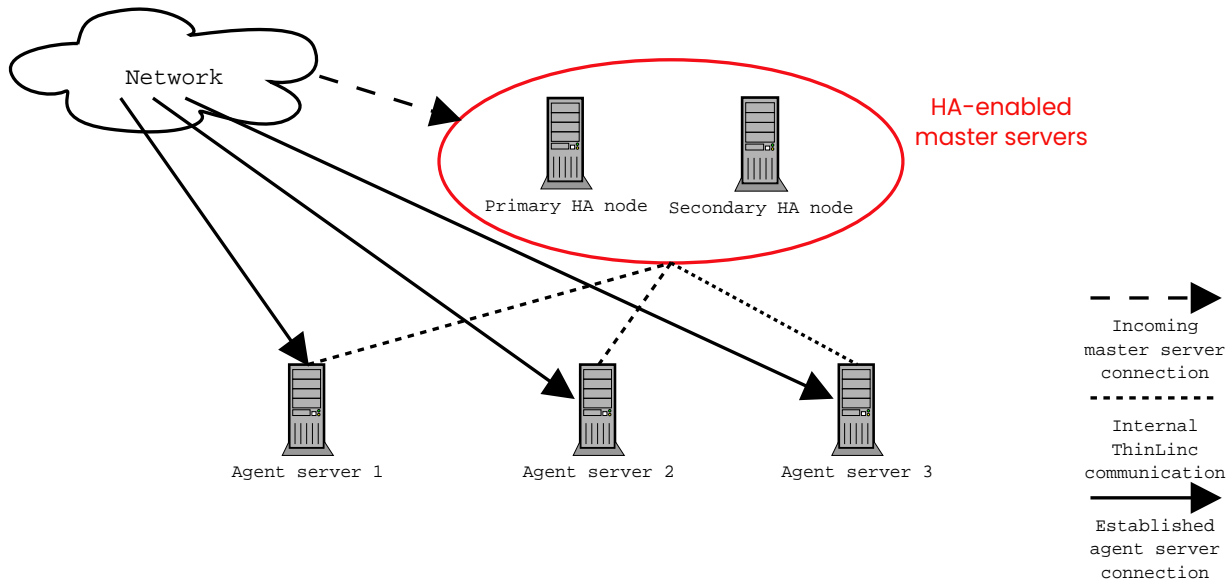 Network
HA-enabled
master servers
Primary HA node
Secondary HA node
Agent server 1
Agent server 2
Agent server 3
Incoming
master server
connection
Internal
ThinLinc
communication
Established
agent server
connection